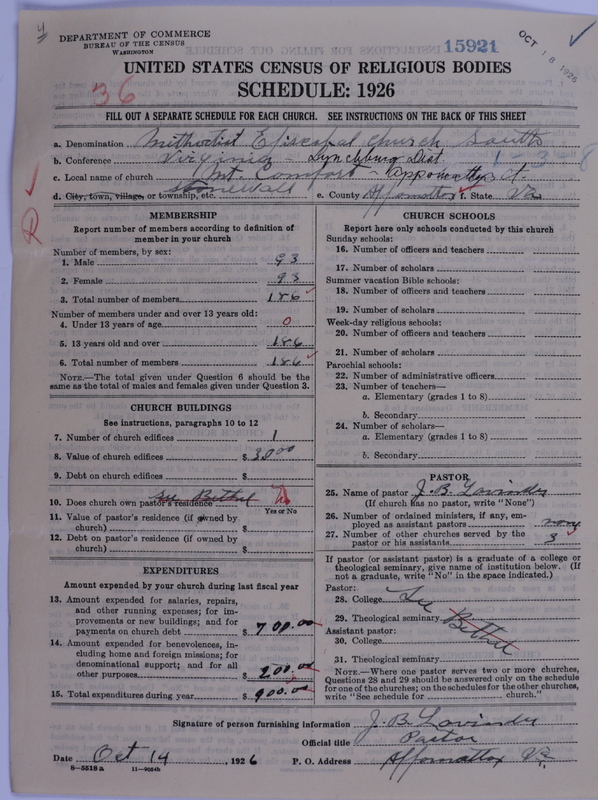 4
DEPARTMENT OF COMMERCE
BUREAU OF THE CENSUS
WASHINGTON
15921
OCT 18 1926
UNITED STATES CENSUS OF RELIGIOUS BODIES
36
SCHEDULE: 1926
FILL OUT A SEPARATE SCHEDULE FOR EACH CHURCH. SEE INSTRUCTIONS ON THE BACK OF THIS SHEET
a. Denomination Methodist Episcopal Church South
b. Conference Virginia - Lynchburg Dist 1-3-8
c. Local name of church Mt. Comfort - Appomattox Ct.
d. City, town, village, or township, etc. Stonewall e. County Appomattox f. State Va
R
MEMBERSHIP
Report number of members according to definition of
member in your church
Number of members, by sex:
1. Male 93
2. Female 93
3. Total number of members 186
Number of members under and over 13 years old:
4. Under 13 years of age 0
5. 13 years old and over 186
6. Total number of members 186
NOTE.—The total given under Question 6 should be the
same as the total of males and females given under Question 3.
CHURCH BUILDINGS
See instructions, paragraphs 10 to 12
7. Number of church edifices 1
8. Value of church edifices $ 3000
9. Debt on church edifices $
10. Does church own pastor's residence See Bethel
Yes or No
11. Value of pastor's residence (if owned by
church) $
12. Debt on pastor's residence (if owned by
church) $
EXPENDITURES
Amount expended by your church during last fiscal year
13. Amount expended for salaries, repairs,
and other running expenses; for im-
provements or new buildings; and for
payments on church debt $ 700.00
14. Amount expended for benevolences, in-
cluding home and foreign missions; for
denominational support; and for all
other purposes $ 200.00
15. Total expenditures during year $ 900.00
CHURCH SCHOOLS
Report here only schools conducted by this church
Sunday schools:
16. Number of officers and teachers
17. Number of scholars
Summer vacation Bible schools:
18. Number of officers and teachers
19. Number of scholars
Week-day religious schools:
20. Number of officers and teachers
21. Number of scholars
Parochial schools:
22. Number of administrative officers
23. Number of teachers—
a. Elementary (grades 1 to 8)
b. Secondary
24. Number of scholars—
a. Elementary (grades 1 to 8)
b. Secondary
PASTOR
25. Name of pastor J. B. Lavinder
(If church has no pastor, write "None")
26. Number of ordained ministers, if any, em-
ployed as assistant pastors none
27. Number of other churches served by the
pastor or his assistants 3
If pastor (or assistant pastor) is a graduate of a college or
theological seminary, give name of institution below. (If
not a graduate, write "No" in the space indicated.)
Pastor:
28. College See
29. Theological seminary Bethel
Assistant pastor:
30. College
31. Theological seminary
NOTE.—Where one pastor serves two or more churches,
Questions 28 and 29 should be answered only on the schedule
for one of the churches; on the schedules for the other churches,
write "See schedule for church."
Signature of person furnishing information J. B. Lavinder
Official title Pastor
Date Oct 14, 1926 P. O. Address Appomattox Va.
8—5518 a 11—9054b